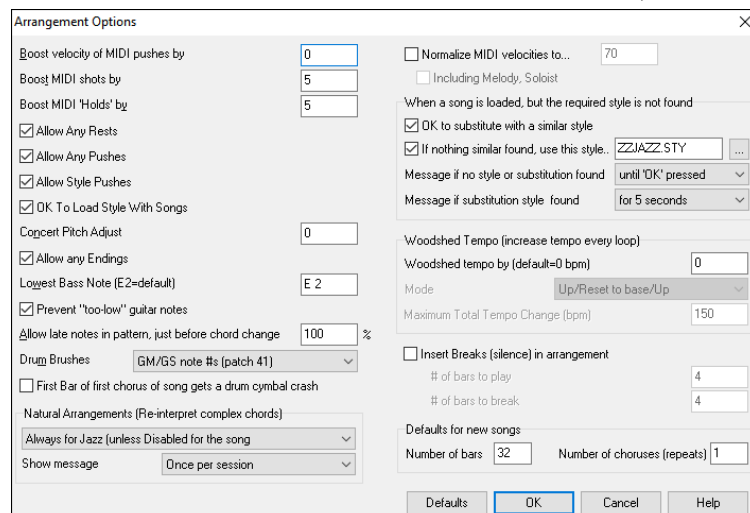 Arrangement Options
Boost velocity of MIDI pushes by 0
Boost MIDI shots by 5
Boost MIDI 'Holds' by 5
Allow Any Rests
Allow Any Pushes
Allow Style Pushes
OK To Load Style With Songs
Concert Pitch Adjust 0
Allow any Endings
Lowest Bass Note (E2=default) E 2
Prevent "too-low" guitar notes
Allow late notes in pattern, just before chord change 100 %
Drum Brushes GM/GS note #s (patch 41)
First Bar of first chorus of song gets a drum cymbal crash
Natural Arrangements (Re-interpret complex chords)
Always for Jazz (unless Disabled for the song
Show message Once per session
Normalize MIDI velocities to... 70
Including Melody, Soloist
When a song is loaded, but the required style is not found
OK to substitute with a similar style
If nothing similar found, use this style.. ZZJAZZ.STY ...
Message if no style or substitution found until 'OK' pressed
Message if substitution style found for 5 seconds
Woodshed Tempo (increase tempo every loop)
Woodshed tempo by (default=0 bpm) 0
Mode Up/Reset to base/Up
Maximum Total Tempo Change (bpm) 150
Insert Breaks (silence) in arrangement
# of bars to play 4
# of bars to break 4
Defaults for new songs
Number of bars 32 Number of choruses (repeats) 1
Defaults OK Cancel Help